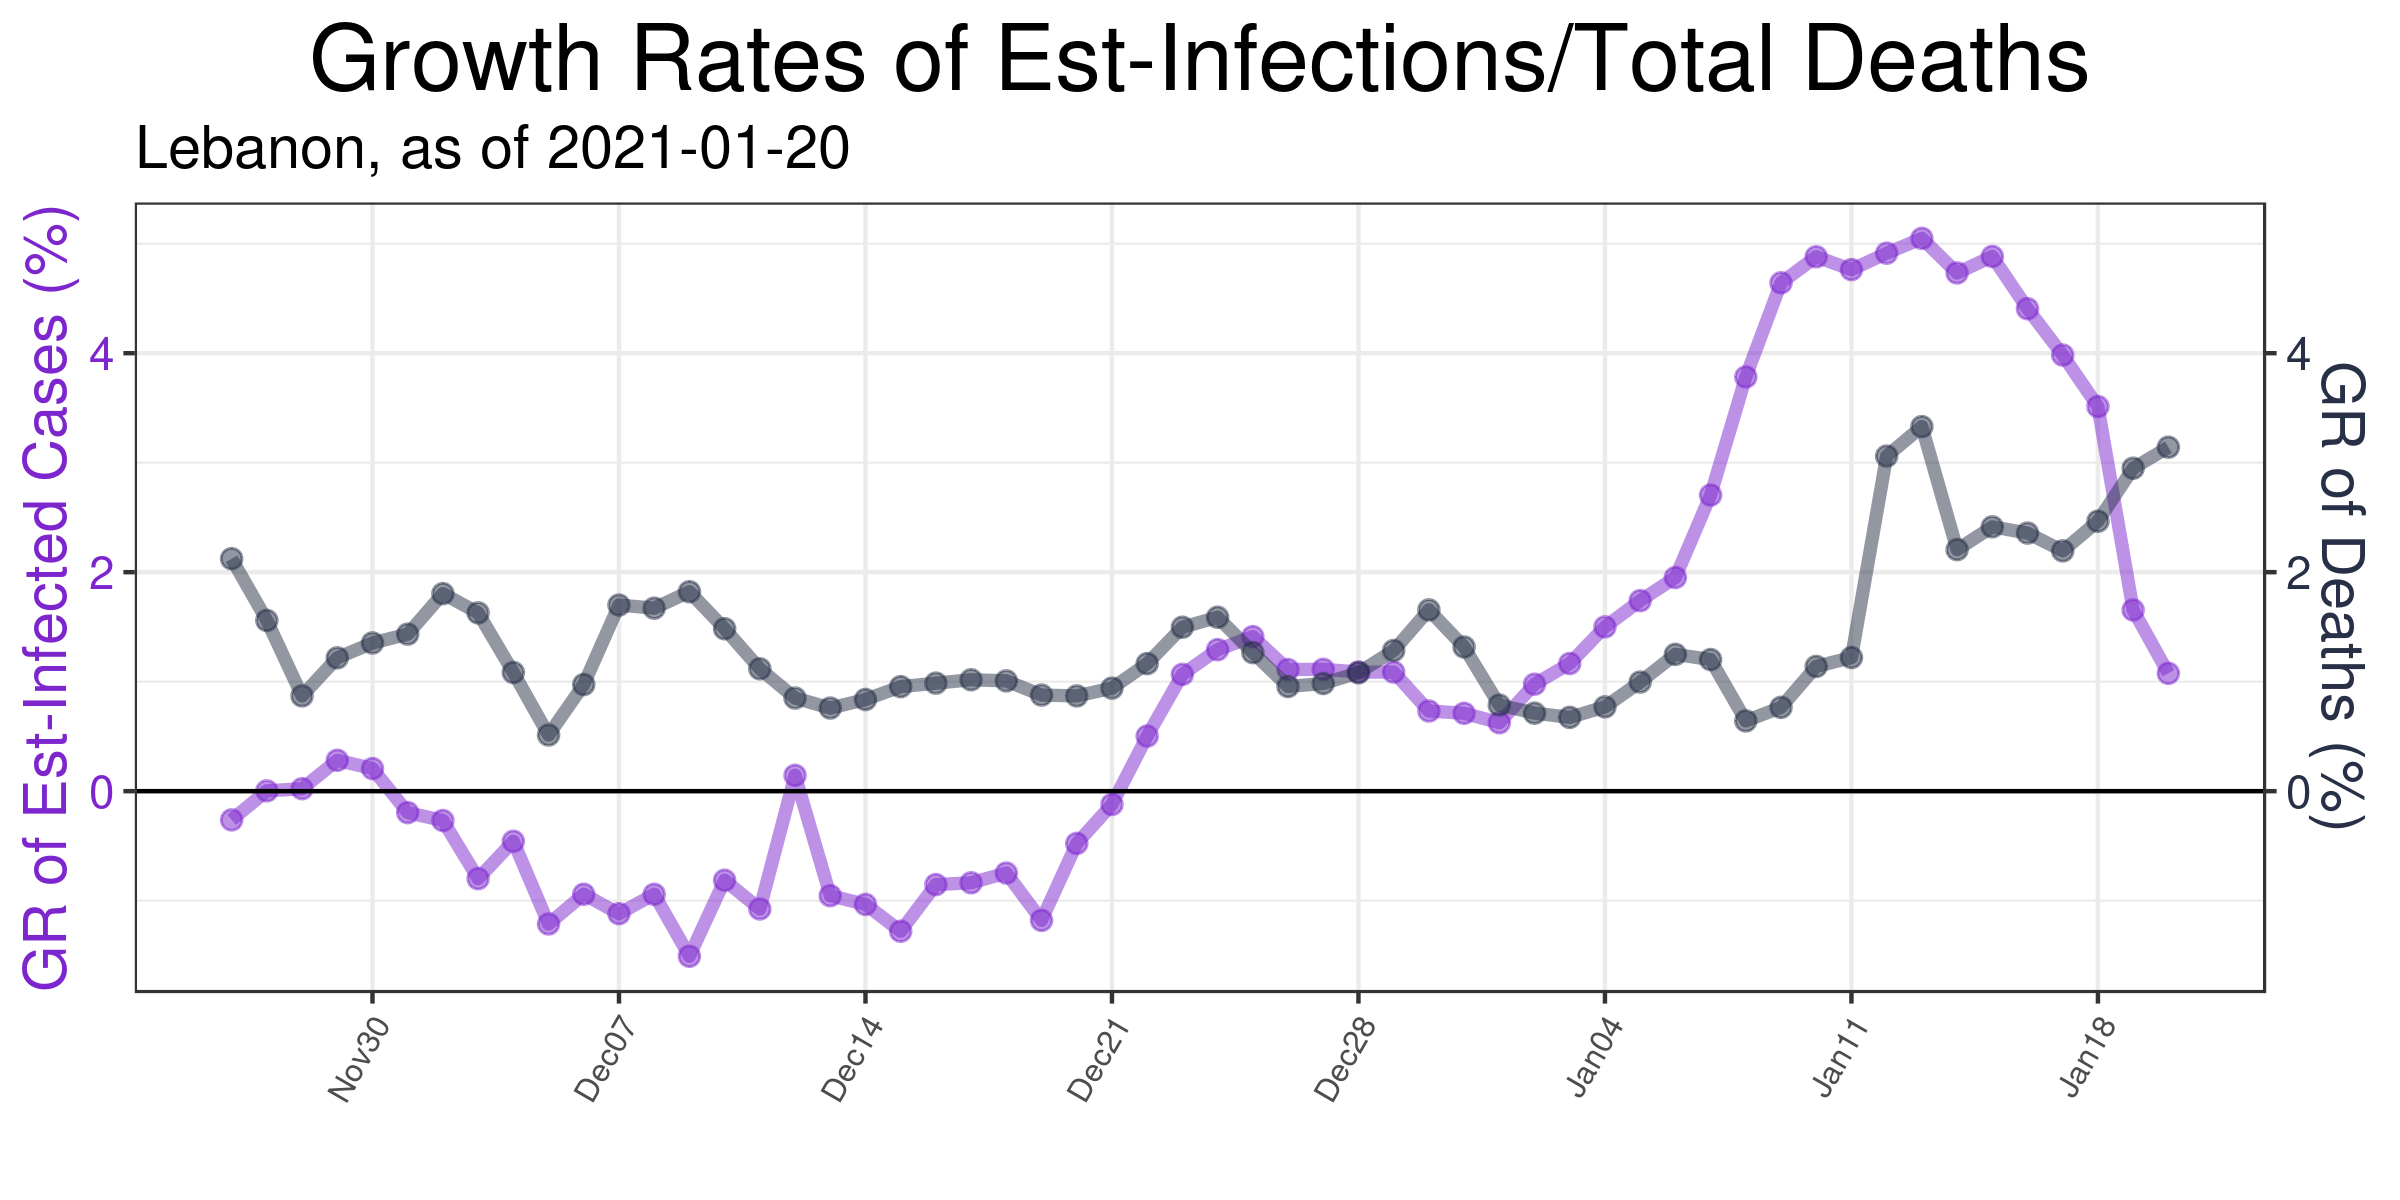 Growth Rates of Est-Infections/Total Deaths
Lebanon, as of 2021-01-20
GR of Est-Infected Cases (%)
4
2
0
4
2
0
GR of Deaths (%)
Nov30
Dec07
Dec14
Dec21
Dec28
Jan04
Jan11
Jan18